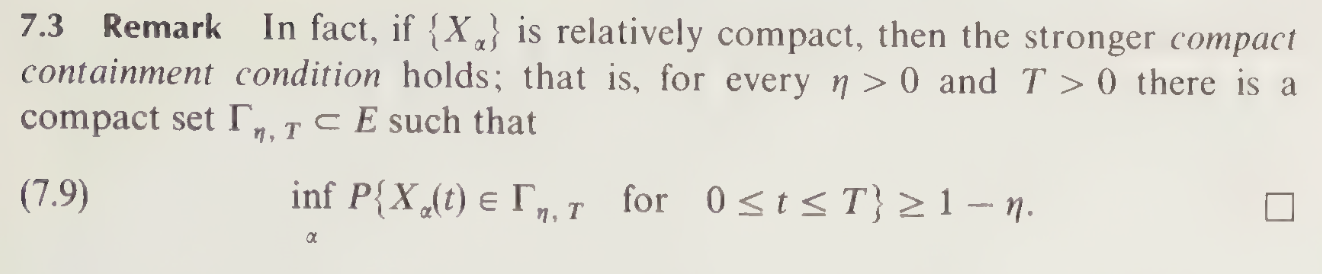 7.3 Remark In fact, if {X_α} is relatively compact, then the stronger compact
containment condition holds; that is, for every η > 0 and T > 0 there is a
compact set Γ_{η, T} ⊂ E such that
(7.9) inf_α P{X_α(t) ∈ Γ_{η, T} for 0 ≤ t ≤ T} ≥ 1 − η. □